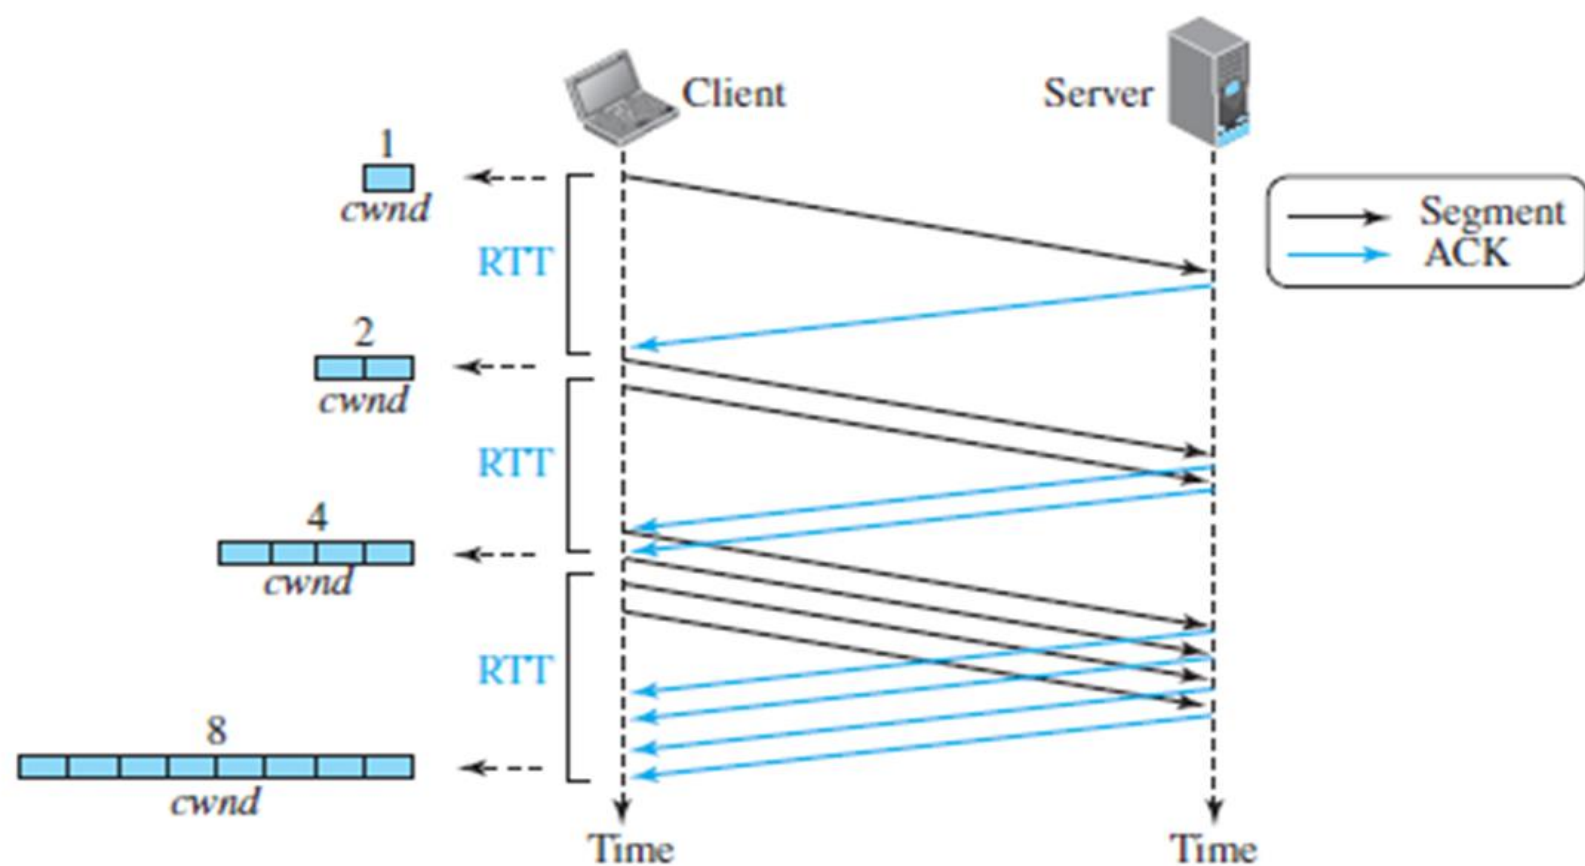 Client
Server
1
cwnd
Segment
ACK
RTT
2
cwnd
RTT
4
cwnd
RTT
8
cwnd
Time
Time